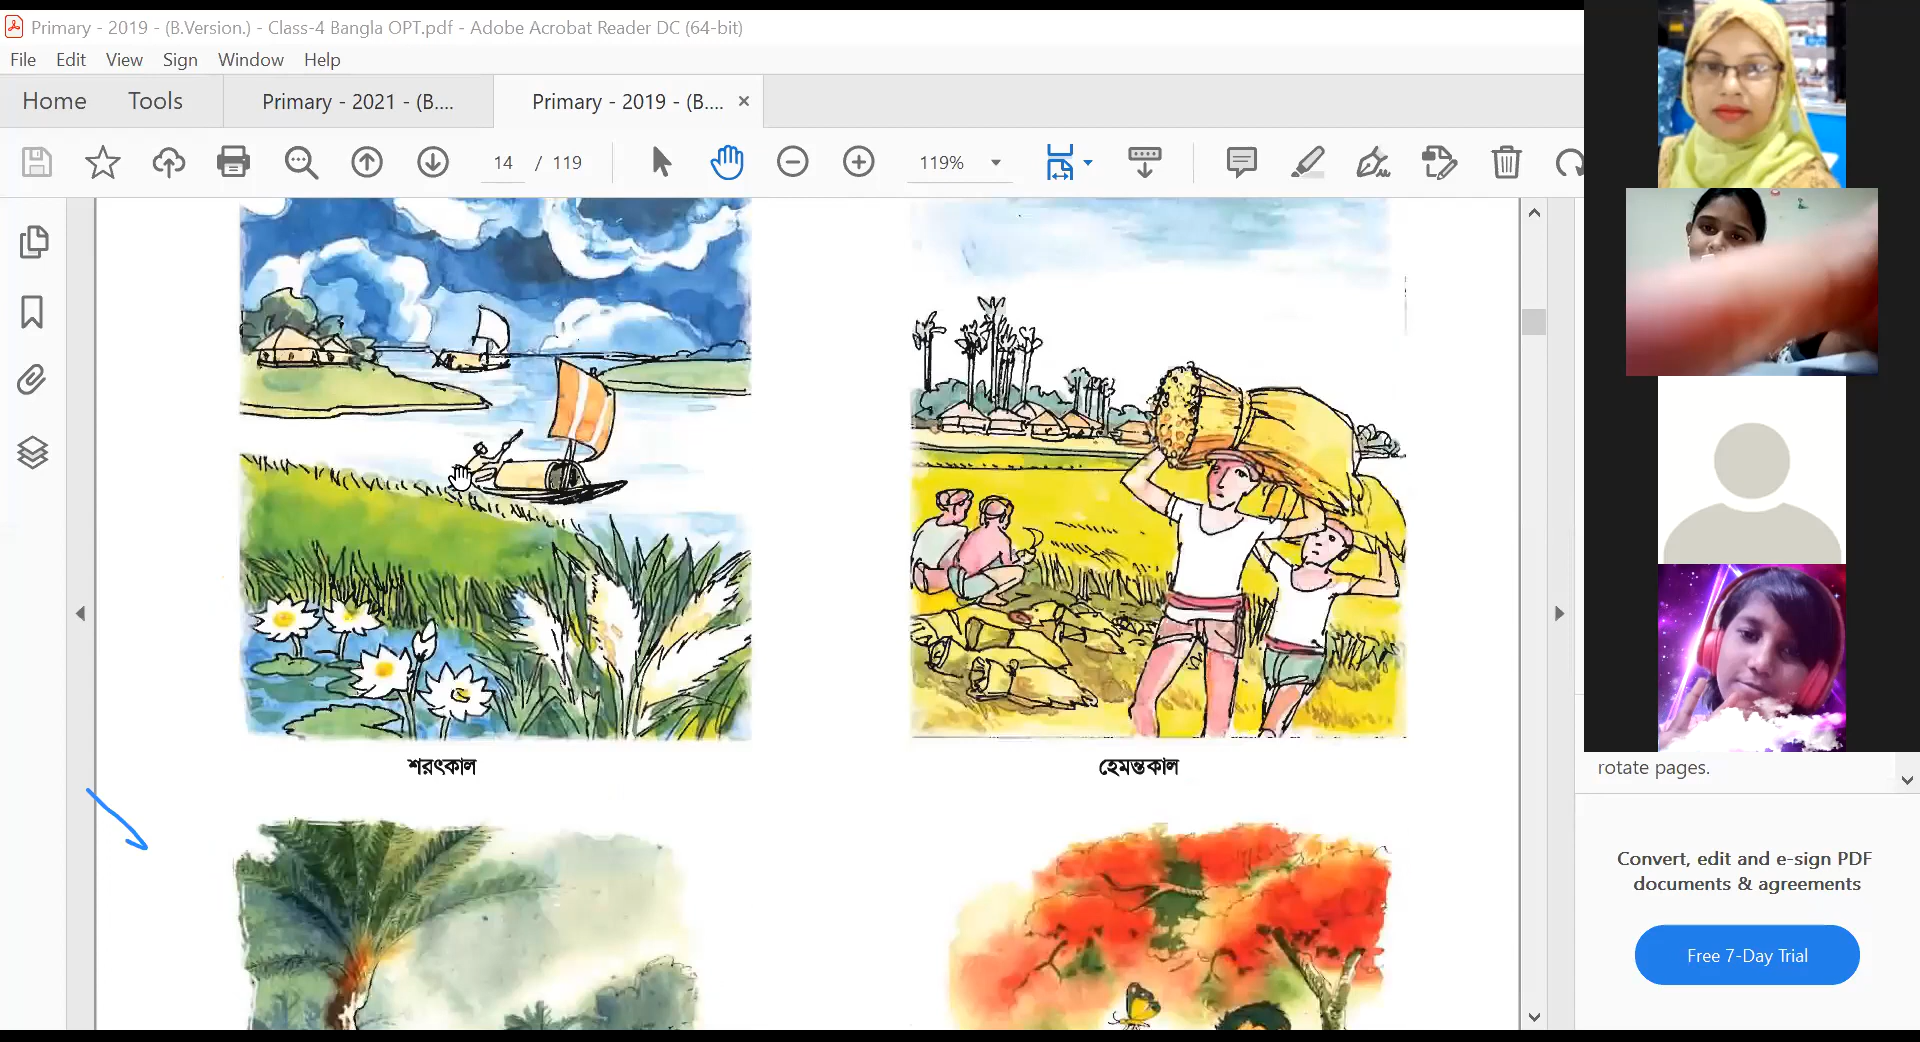 Primary - 2019 - (B.Version.) - Class-4 Bangla OPT.pdf - Adobe Acrobat Reader DC (64-bit)
File Edit View Sign Window Help
Home Tools Primary - 2021 - (B.... Primary - 2019 - (B.... ×
14 / 119 119%
শরৎকাল হেমন্তকাল
rotate pages.
Convert, edit and e-sign PDF
documents & agreements
Free 7-Day Trial